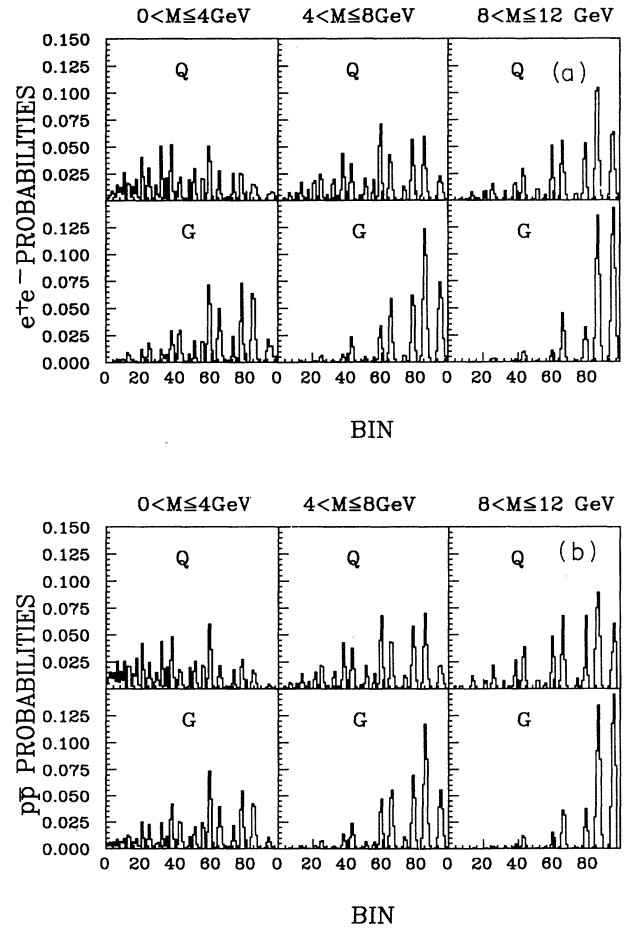 0<M≦4GeV 4<M≦8GeV 8<M≦12 GeV
0.150
0.125
0.100
0.075
0.050
0.025
Q Q Q (a)
0.125
0.100
0.075
0.050
0.025
0.000
G G G
e+e− PROBABILITIES
0 20 40 60 80 0 20 40 60 80 0 20 40 60 80
BIN
0<M≦4GeV 4<M≦8GeV 8<M≦12 GeV
0.150
0.125
0.100
0.075
0.050
0.025
Q Q Q (b)
0.125
0.100
0.075
0.050
0.025
0.000
G G G
pp̅ PROBABILITIES
0 20 40 60 80 0 20 40 60 80 0 20 40 60 80
BIN